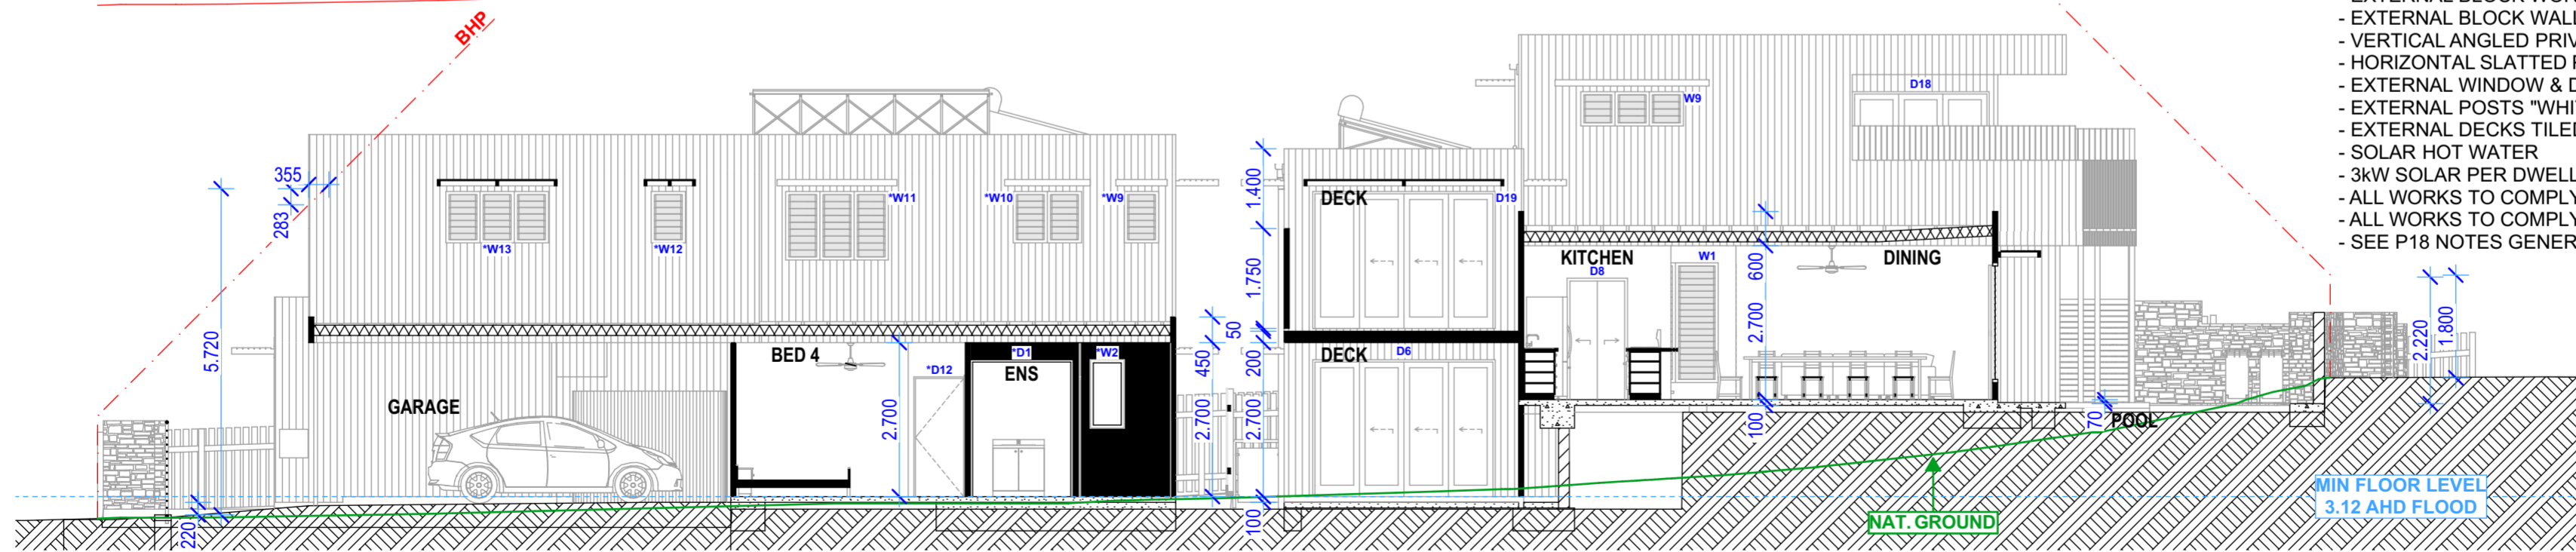 BHP
- EXTERNAL BLOCK WALL
- VERTICAL ANGLED PRIV
- HORIZONTAL SLATTED
- EXTERNAL WINDOW & D
- EXTERNAL POSTS "WHI
- EXTERNAL DECKS TILED
- SOLAR HOT WATER
- 3kW SOLAR PER DWELL
- ALL WORKS TO COMPLY
- ALL WORKS TO COMPLY
- SEE P18 NOTES GENER
W9
D18
355
283
5.720
220
*W13
*W12
*W11
*W10
*W9
GARAGE
BED 4
2.700
*D12
*D1
ENS
*W2
450
2.700
50
1.400
1.750
200
2.700
100
DECK
D19
DECK
D6
KITCHEN
D8
W1
600
2.700
100
DINING
70
POOL
2.220
1.800
NAT. GROUND
MIN FLOOR LEVEL
3.12 AHD FLOOD